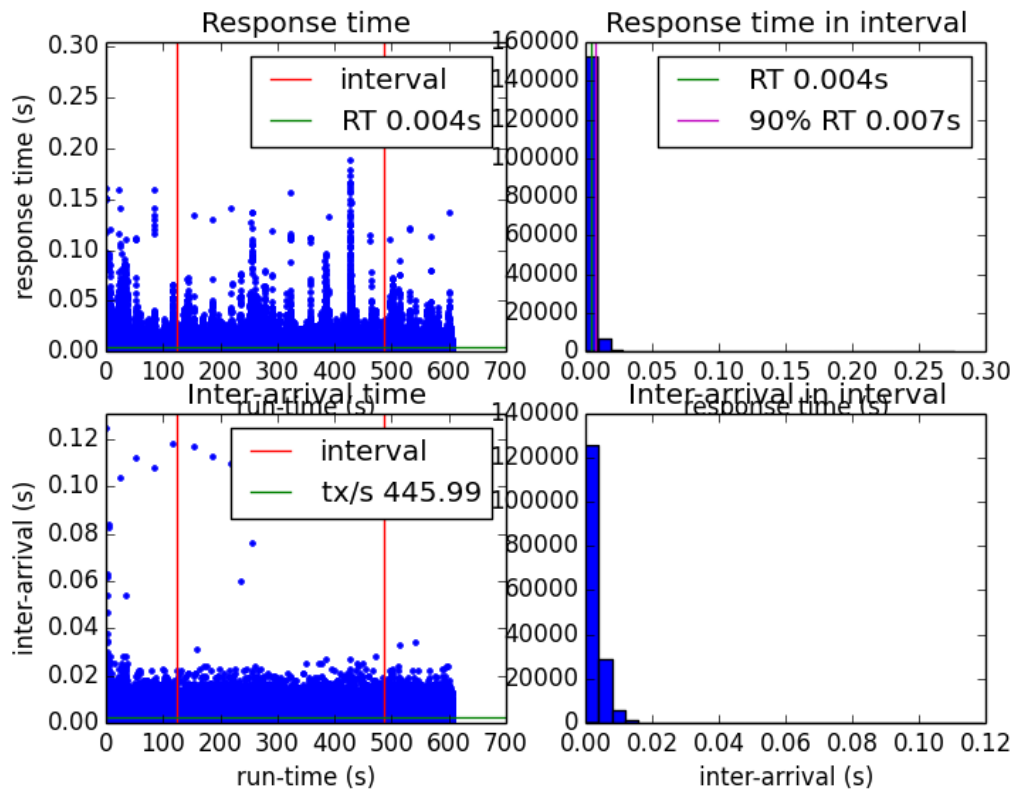 Response time
0.30
0.25
0.20
0.15
0.10
0.05
0.00
response time (s)
interval
RT 0.004s
0 100 200 300 400 500 600 700
run-time (s)
Response time in interval
160000
140000
120000
100000
80000
60000
40000
20000
0
RT 0.004s
90% RT 0.007s
0.00 0.05 0.10 0.15 0.20 0.25 0.30
response time (s)
Inter-arrival time
0.12
0.10
0.08
0.06
0.04
0.02
0.00
inter-arrival (s)
interval
tx/s 445.99
0 100 200 300 400 500 600 700
run-time (s)
Inter-arrival in interval
140000
120000
100000
80000
60000
40000
20000
0
0.00 0.02 0.04 0.06 0.08 0.10 0.12
inter-arrival (s)